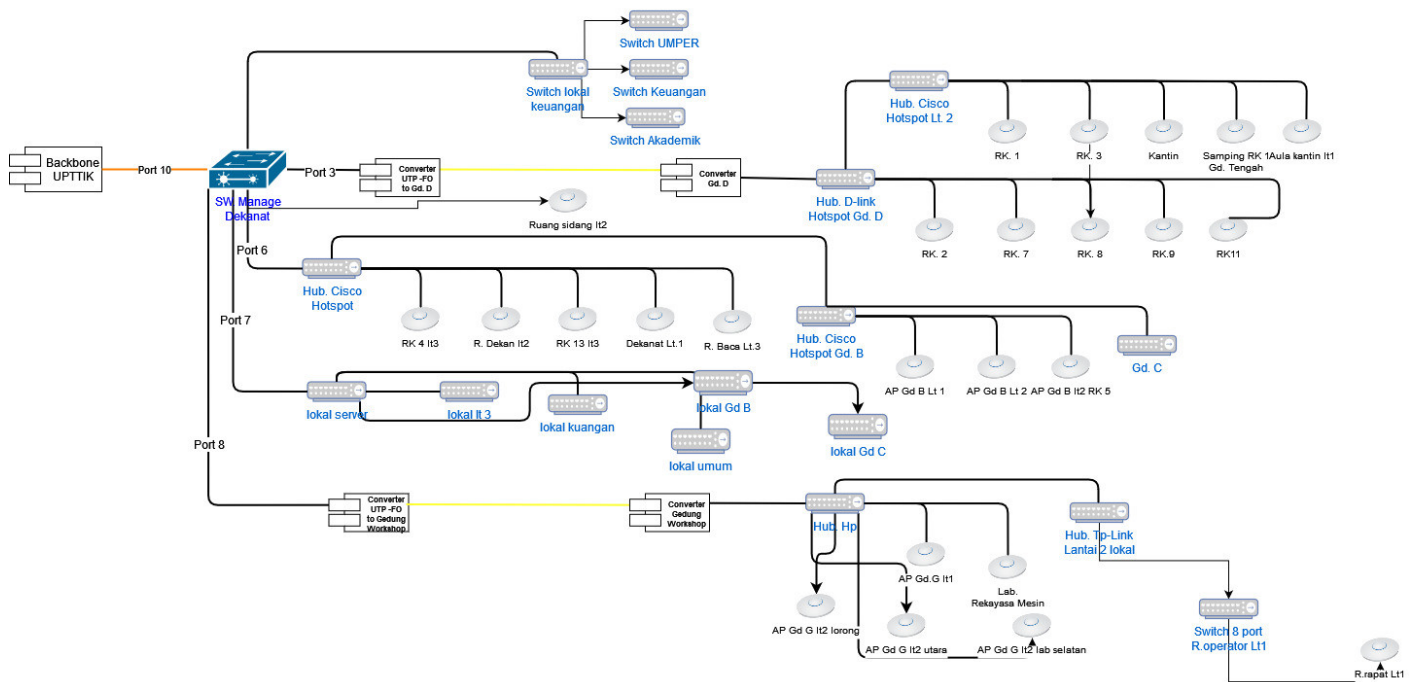 Switch UMPER
Switch lokal
keuangan
Switch Keuangan
Switch Akademik
Hub. Cisco
Hotspot Lt. 2
RK. 1
RK. 3
Kantin
Samping RK 1
Gd. Tengah
Aula kantin lt1
Backbone
UPTTIK
Port 10
SW Manage
Dekanat
Port 3
Converter
UTP -FO
to Gd. D
Converter
Gd. D
Hub. D-link
Hotspot Gd. D
Ruang sidang lt2
RK. 2
RK. 7
RK. 8
RK.9
RK11
Port 6
Hub. Cisco
Hotspot
RK 4 lt3
R. Dekan lt2
RK 13 lt3
Dekanat Lt.1
R. Baca Lt.3
Hub. Cisco
Hotspot Gd. B
Gd. C
AP Gd B Lt 1
AP Gd B Lt 2
AP Gd B lt2 RK 5
Port 7
lokal server
lokal lt 3
lokal kuangan
lokal Gd B
lokal umum
lokal Gd C
Port 8
Converter
UTP -FO
to Gedung
Workshop
Converter
Gedung
Workshop
Hub. Hp
Hub. Tp-Link
Lantai 2 lokal
AP Gd.G lt1
Lab.
Rekayasa Mesin
AP Gd G lt2 lorong
AP Gd G lt2 utara
AP Gd G lt2 lab selatan
Switch 8 port
R.operator Lt1
R.rapat Lt1